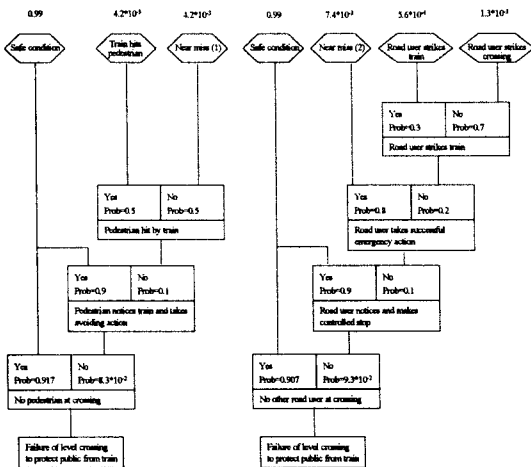 0.99 4.2*10⁻³ 4.2*10⁻³ 0.99 7.4*10⁻³ 5.6*10⁻⁴ 1.3*10⁻³
Safe condition
Train hits
pedestrian
Near miss (1)
Safe condition
Near miss (2)
Road user strikes
train
Road user strikes
crossing
Yes No
Prob=0.3 Prob=0.7
Road user strikes train
Yes No
Prob=0.5 Prob=0.5
Pedestrian hit by train
Yes No
Prob=0.8 Prob=0.2
Road user takes successful
emergency action
Yes No
Prob=0.9 Prob=0.1
Pedestrian notices train and takes
avoiding action
Yes No
Prob=0.9 Prob=0.1
Road user notices and makes
controlled stop
Yes No
Prob=0.917 Prob=8.3*10⁻²
No pedestrian at crossing
Yes No
Prob=0.907 Prob=9.3*10⁻²
No other road user at crossing
Failure of level crossing
to protect public from train
Failure of level crossing
to protect public from train